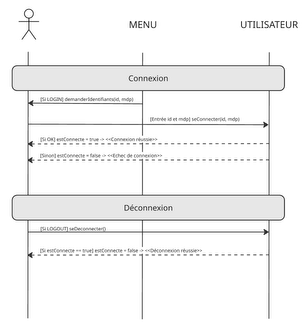 MENU
UTILISATEUR
Connexion
[Si LOGIN] demanderIdentifiants(id, mdp)
[Entrée id et mdp] seConnecter(id, mdp)
[Si OK] estConnecte = true -> <<Connexion réussie>>
[Sinon] estConnecte = false -> <<Echec de connexion>>
Déconnexion
[Si LOGOUT] seDeconnecter()
[Si estConnecte == true] estConnecte = false -> <<Déconnexion réussie>>